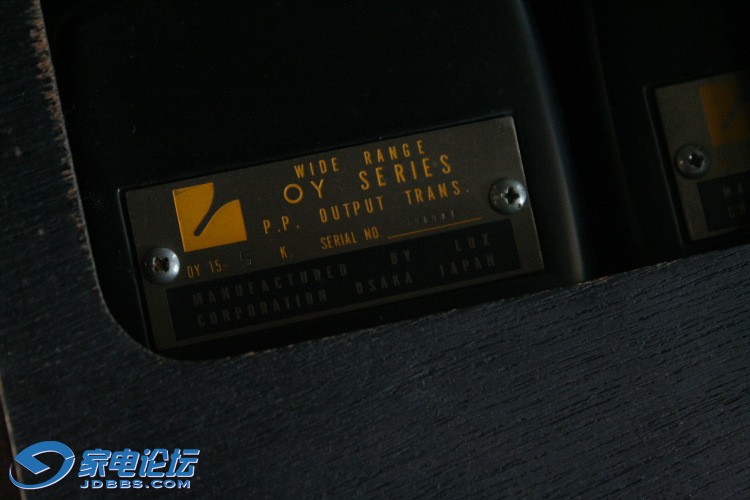 WIDE RANGE
OY SERIES
P.P. OUTPUT TRANS.
OY 15-5 K. SERIAL NO
MANUFACTURED BY LUX
CORPORATION OSAKA JAPAN
家电论坛
JDBBS.COM